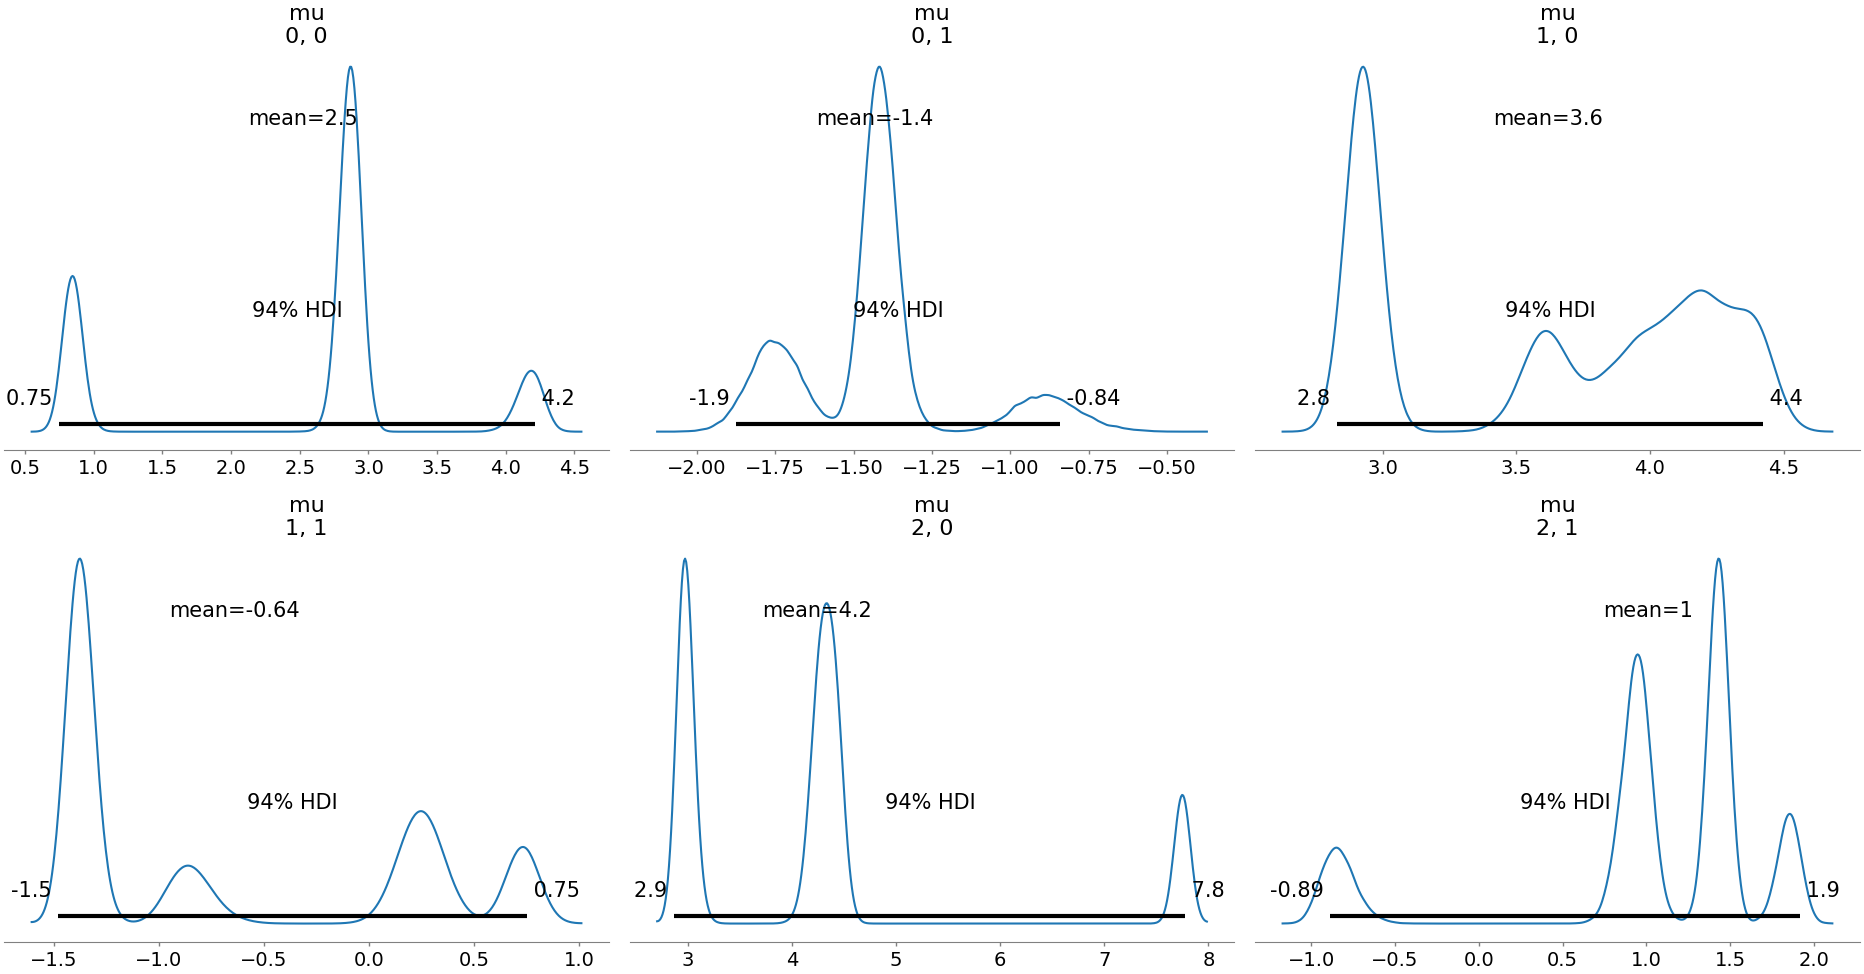 mu
0, 0
mean=2.5
94% HDI
0.75 4.2
0.5 1.0 1.5 2.0 2.5 3.0 3.5 4.0 4.5
mu
0, 1
mean=-1.4
94% HDI
-1.9 -0.84
−2.00 −1.75 −1.50 −1.25 −1.00 −0.75 −0.50
mu
1, 0
mean=3.6
94% HDI
2.8 4.4
3.0 3.5 4.0 4.5
mu
1, 1
mean=-0.64
94% HDI
-1.5 0.75
−1.5 −1.0 −0.5 0.0 0.5 1.0
mu
2, 0
mean=4.2
94% HDI
2.9 7.8
3 4 5 6 7 8
mu
2, 1
mean=1
94% HDI
-0.89 1.9
−1.0 −0.5 0.0 0.5 1.0 1.5 2.0